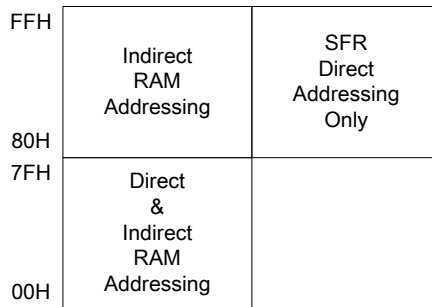 FFH
Indirect
RAM
Addressing
SFR
Direct
Addressing
Only
80H
7FH
Direct
&
Indirect
RAM
Addressing
00H